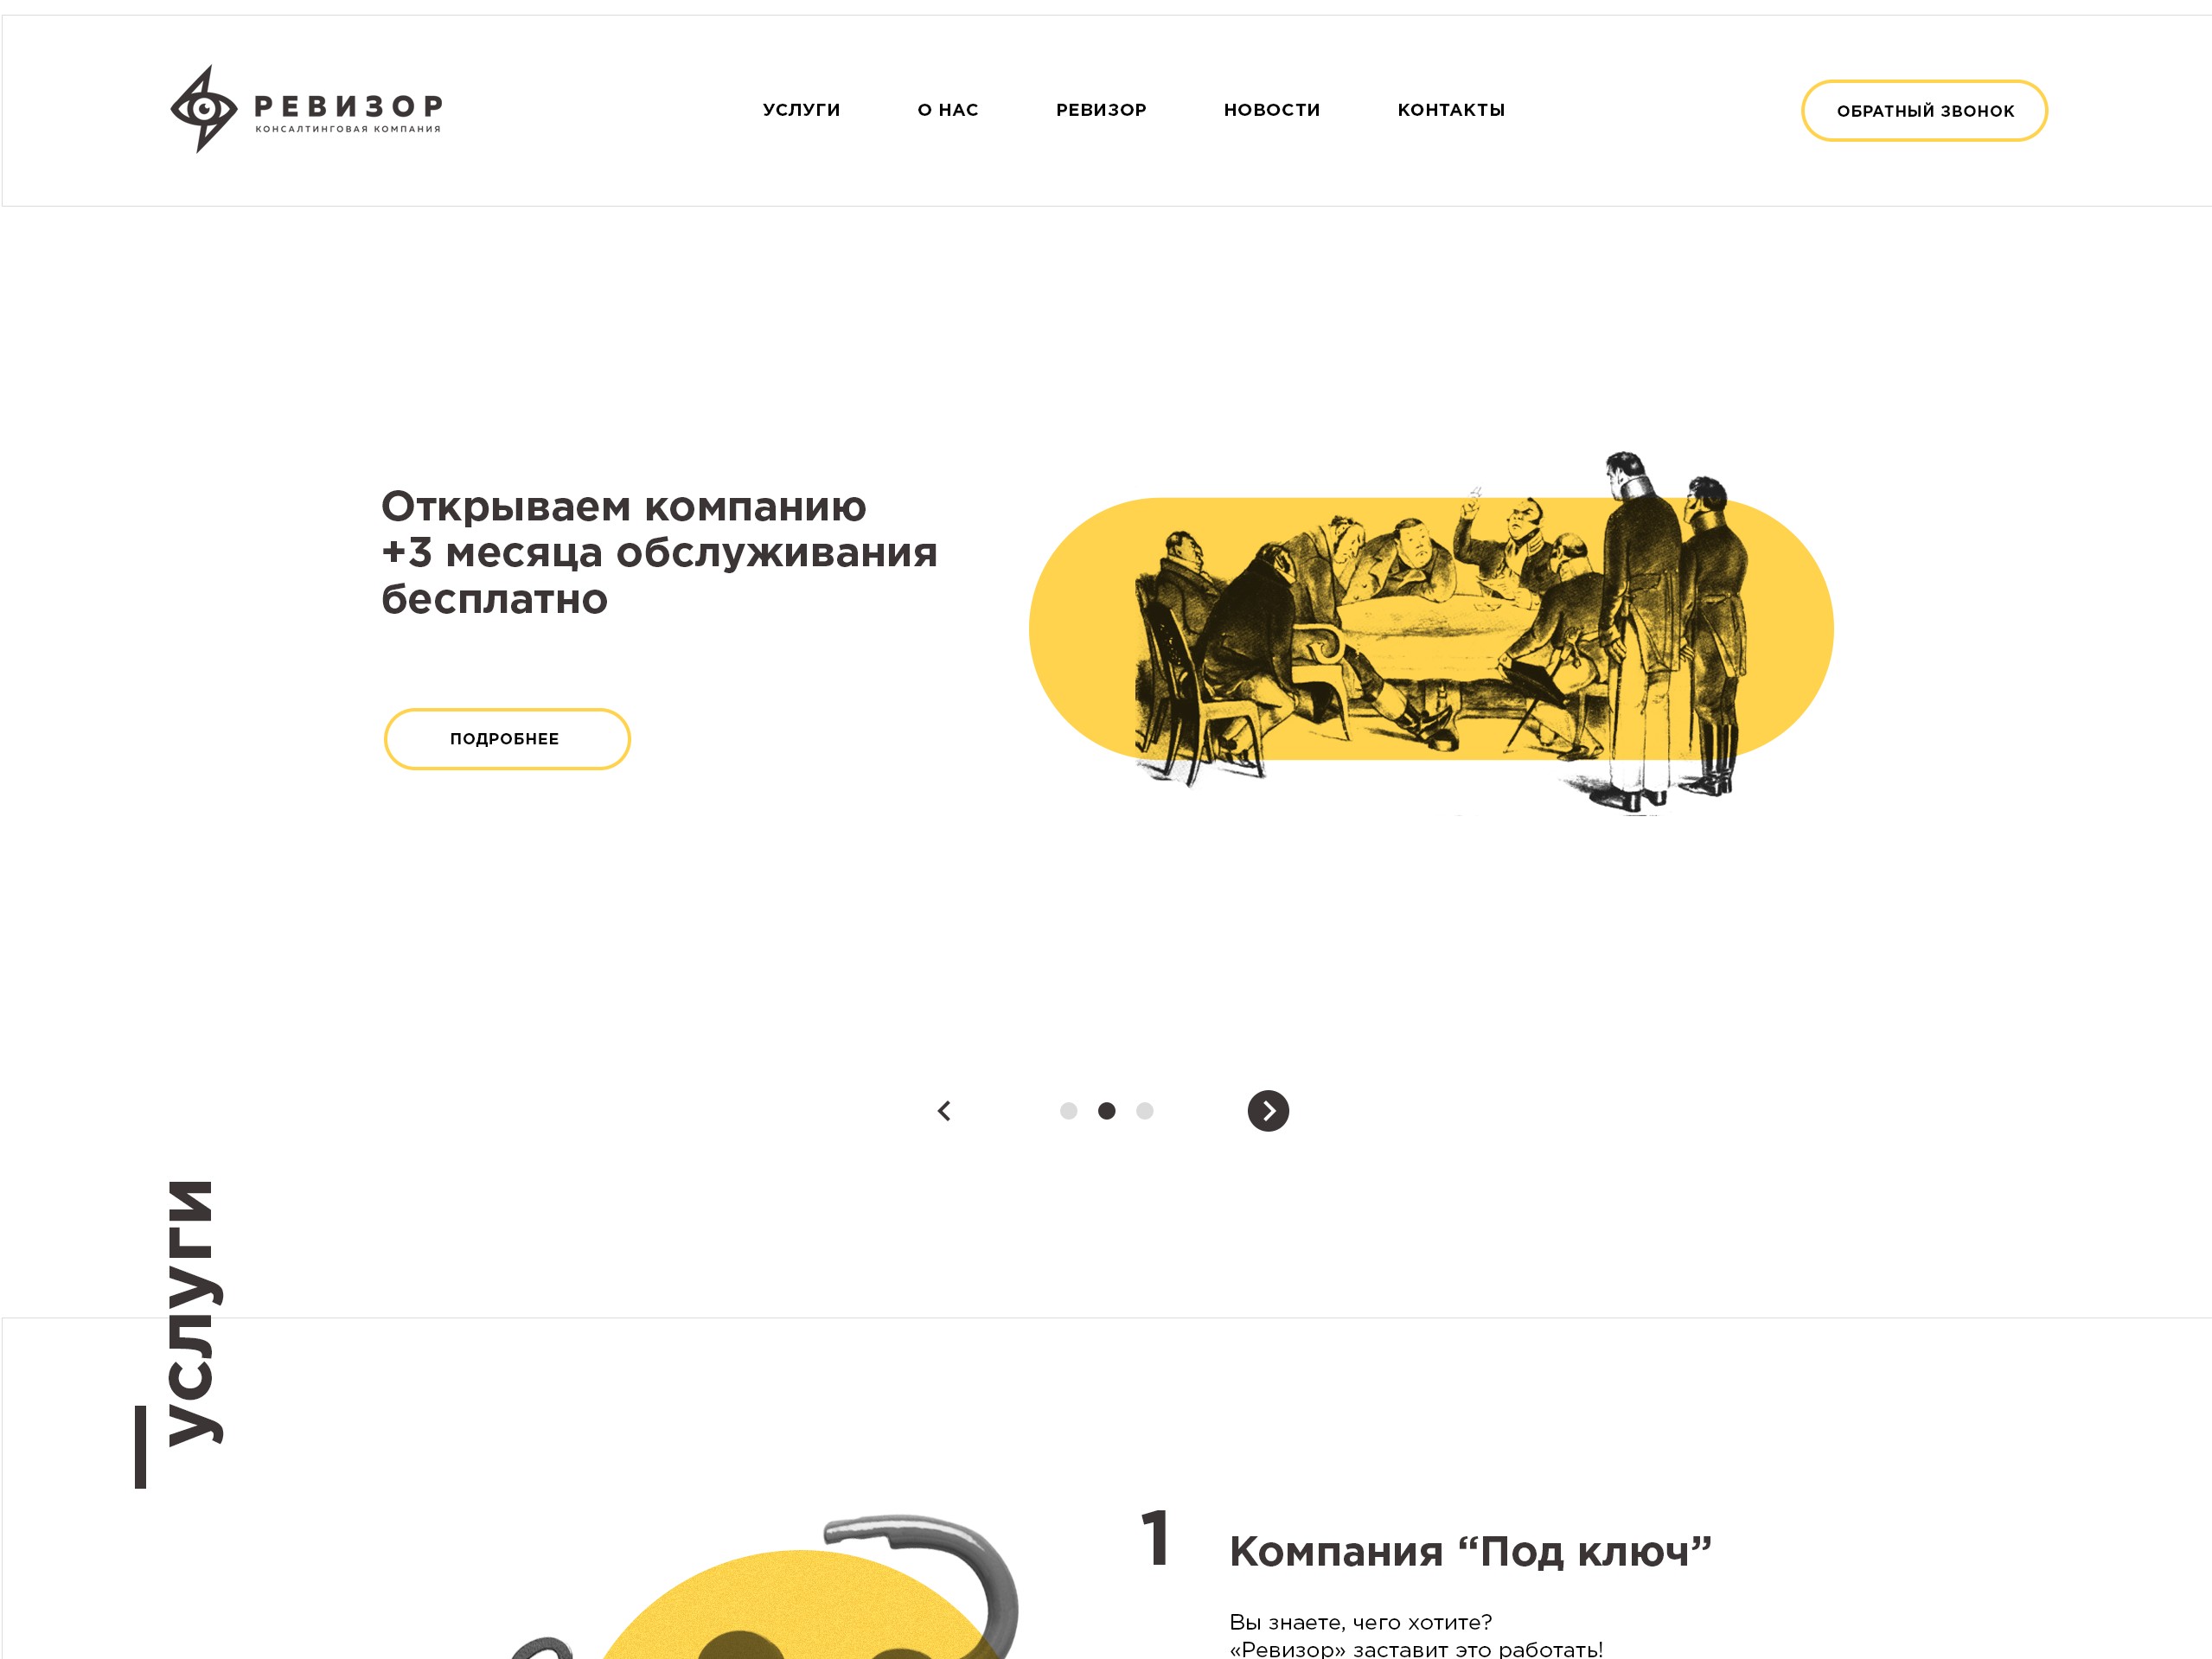 РЕВИЗОР
КОНСАЛТИНГОВАЯ КОМПАНИЯ
УСЛУГИ
О НАС
РЕВИЗОР
НОВОСТИ
КОНТАКТЫ
ОБРАТНЫЙ ЗВОНОК
Открываем компанию
+3 месяца обслуживания
бесплатно
ПОДРОБНЕЕ
услуги
1
Компания “Под ключ”
Вы знаете, чего хотите?
«Ревизор» заставит это работать!